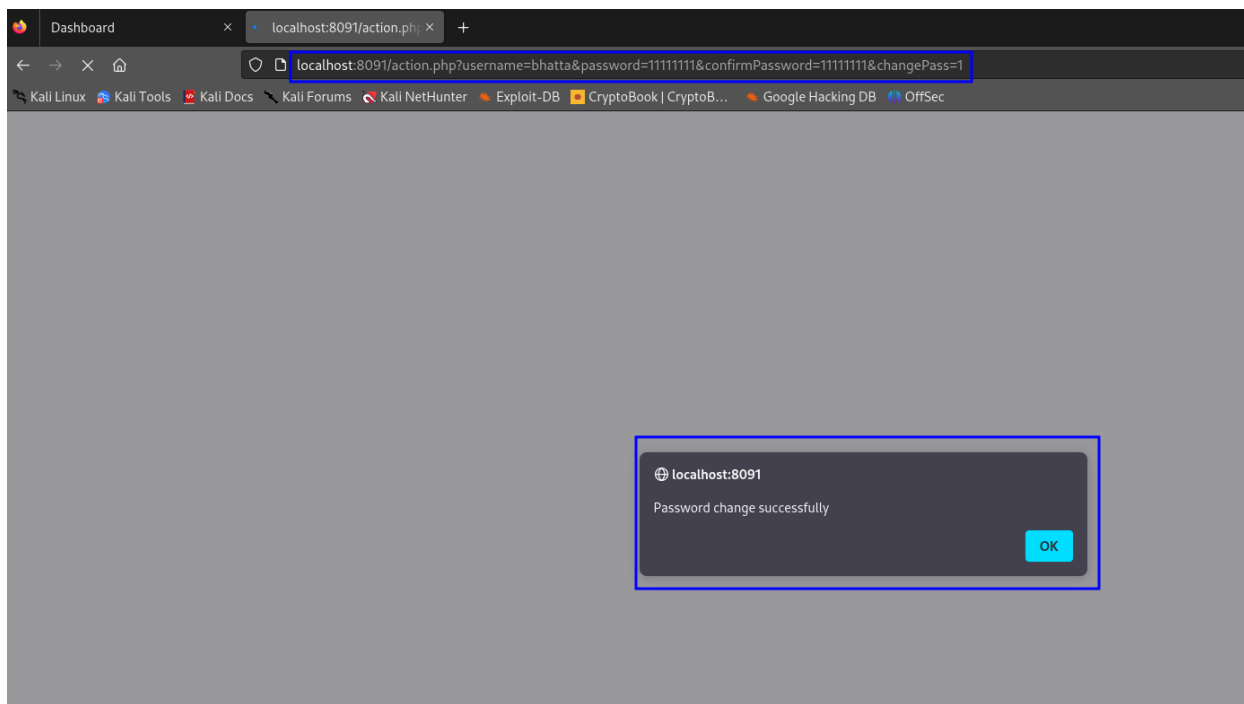 Dashboard
localhost:8091/action.php
localhost:8091/action.php?username=bhatta&password=11111111&confirmPassword=11111111&changePass=1
Kali Linux Kali Tools Kali Docs Kali Forums Kali NetHunter Exploit-DB CryptoBook | CryptoB... Google Hacking DB OffSec
localhost:8091
Password change successfully
OK